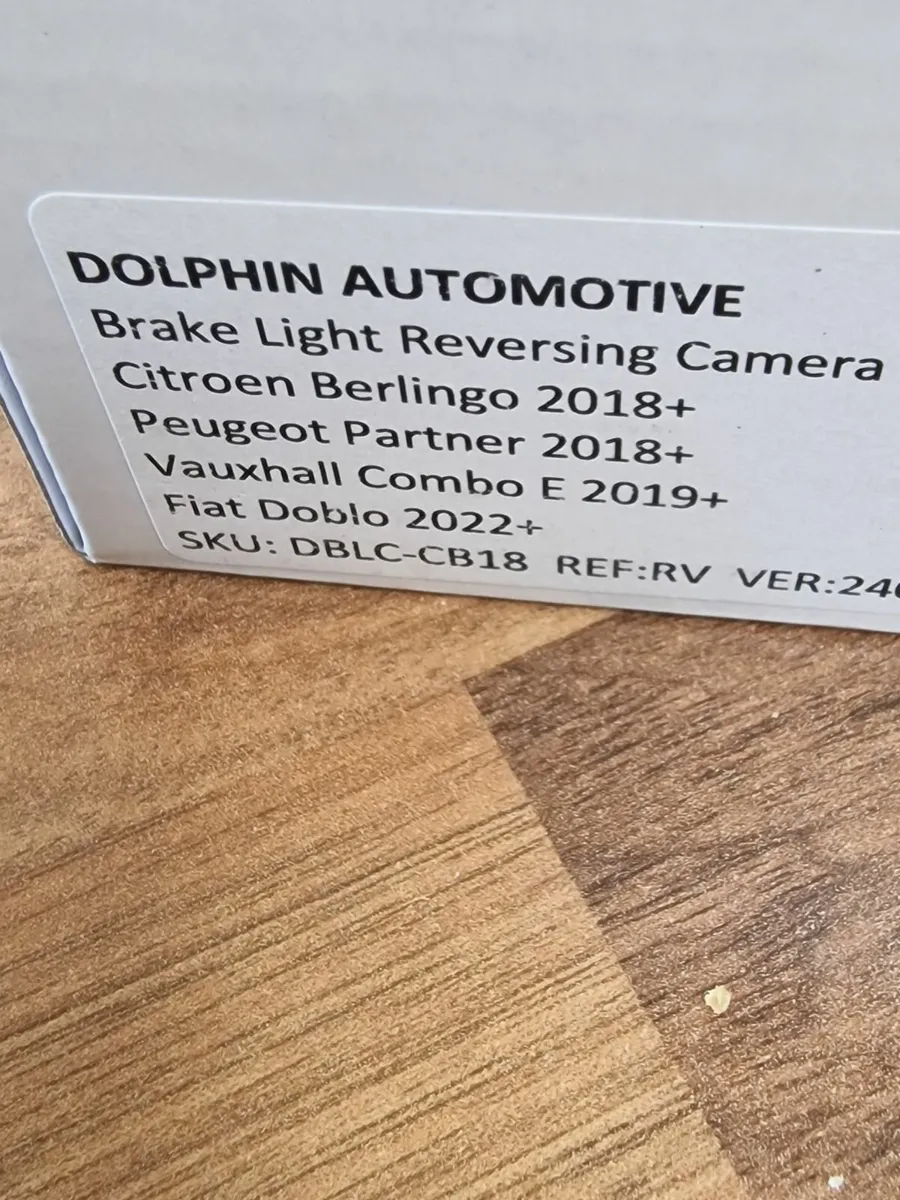 DOLPHIN AUTOMOTIVE
Brake Light Reversing Camera
Citroen Berlingo 2018+
Peugeot Partner 2018+
Vauxhall Combo E 2019+
Fiat Doblo 2022+
SKU: DBLC-CB18 REF:RV VER:24